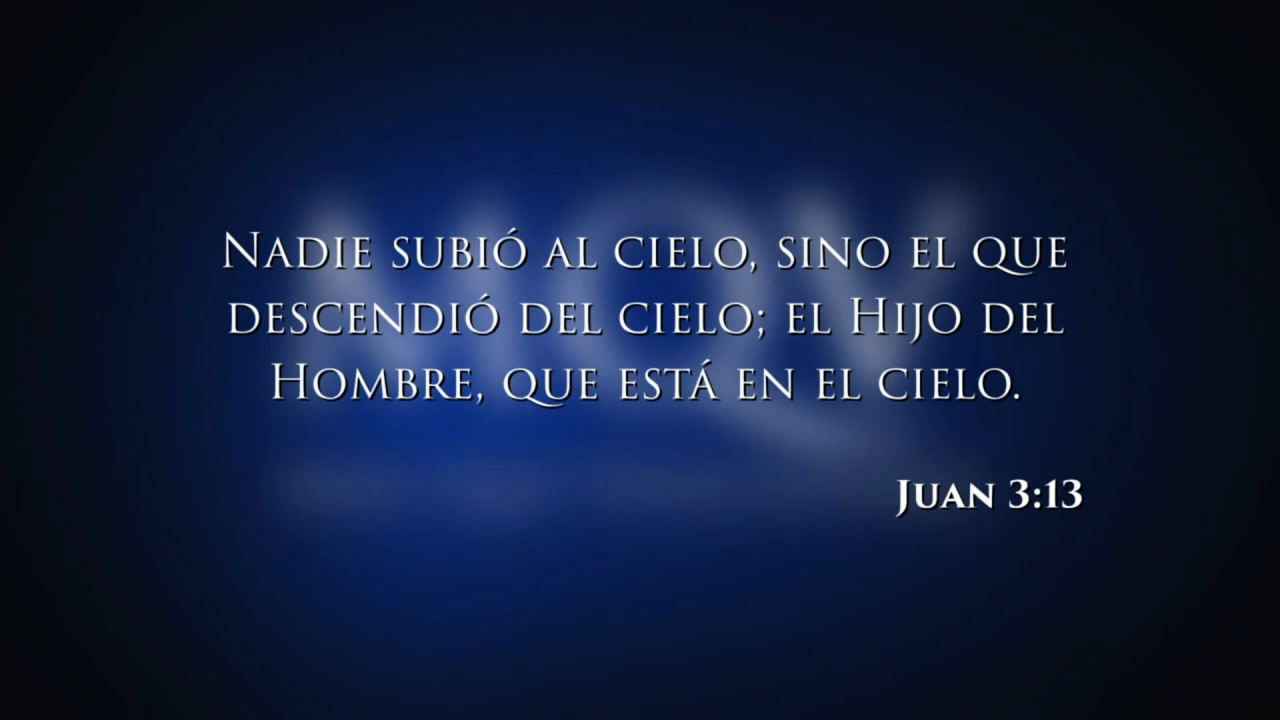 Nadie subió al cielo, sino el que
descendió del cielo; el Hijo del
Hombre, que está en el cielo.
Juan 3:13